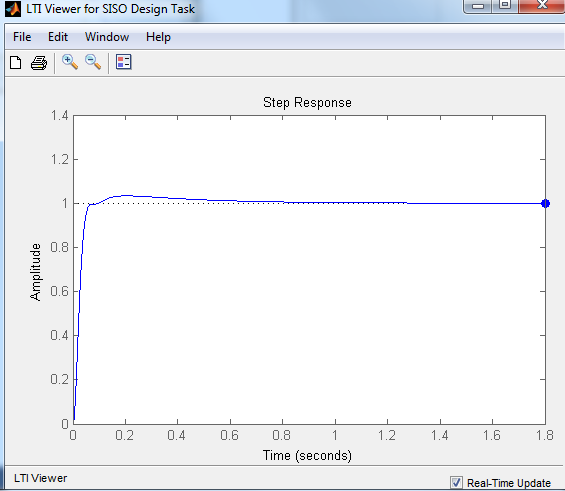 LTI Viewer for SISO Design Task
File Edit Window Help
Step Response
1.4
1.2
1
0.8
0.6
0.4
0.2
0
Amplitude
0 0.2 0.4 0.6 0.8 1 1.2 1.4 1.6 1.8
Time (seconds)
LTI Viewer
Real-Time Update